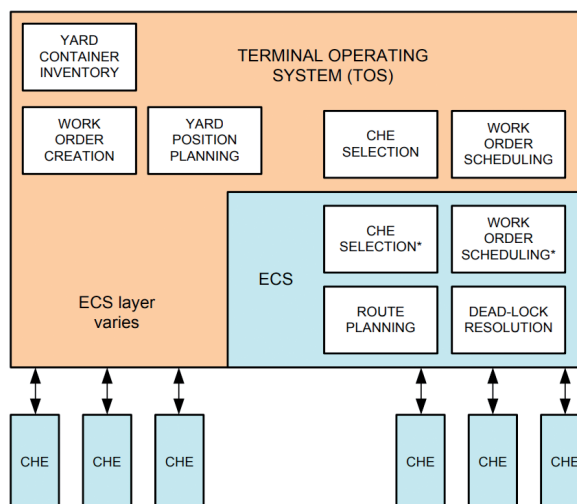 YARD
CONTAINER
INVENTORY
TERMINAL OPERATING
SYSTEM (TOS)
WORK
ORDER
CREATION
YARD
POSITION
PLANNING
CHE
SELECTION
WORK
ORDER
SCHEDULING
ECS
CHE
SELECTION*
WORK
ORDER
SCHEDULING*
ECS layer
varies
ROUTE
PLANNING
DEAD-LOCK
RESOLUTION
CHE
CHE
CHE
CHE
CHE
CHE